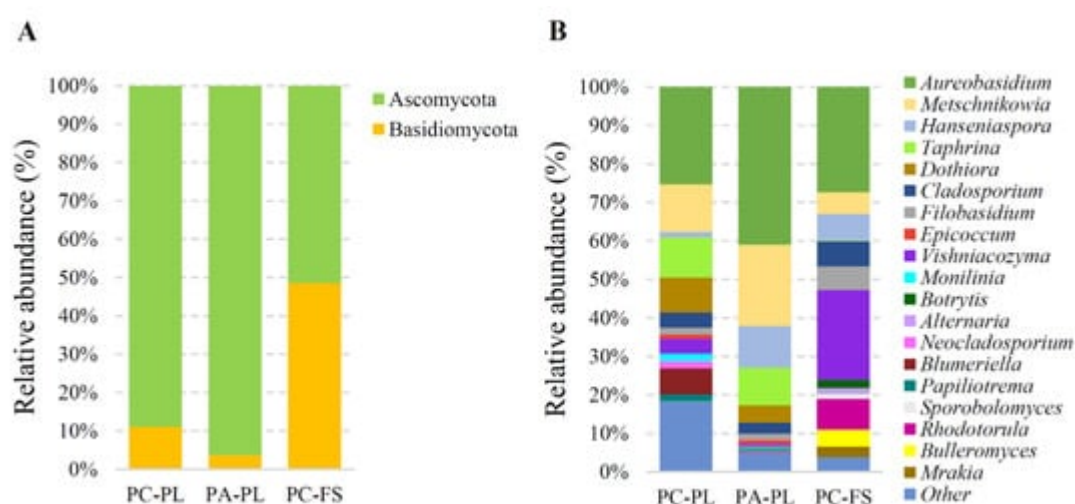 A
Relative abundance (%)
100%
90%
80%
70%
60%
50%
40%
30%
20%
10%
0%
PC-PL PA-PL PC-FS
Ascomycota
Basidiomycota
B
Relative abundance (%)
100%
90%
80%
70%
60%
50%
40%
30%
20%
10%
0%
PC-PL PA-PL PC-FS
Aureobasidium
Metschnikowia
Hanseniaspora
Taphrina
Dothiora
Cladosporium
Filobasidium
Epicoccum
Vishniacozyma
Monilinia
Botrytis
Alternaria
Neocladosporium
Blumeriella
Papiliotrema
Sporobolomyces
Rhodotorula
Bulleromyces
Mrakia
Other